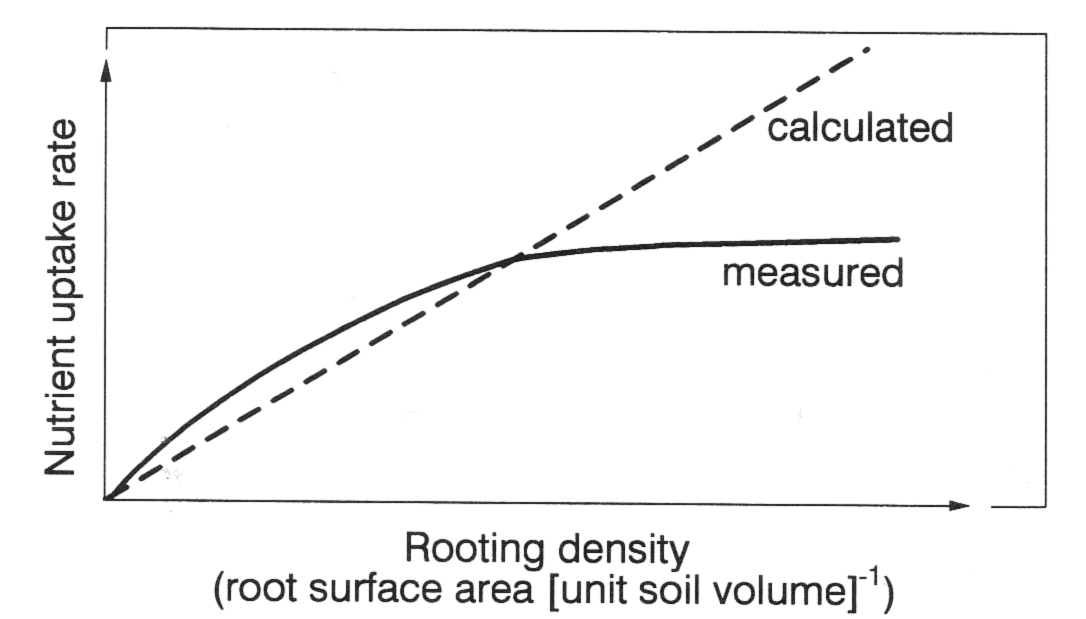 Nutrient uptake rate
calculated
measured
Rooting density
(root surface area [unit soil volume]⁻¹)